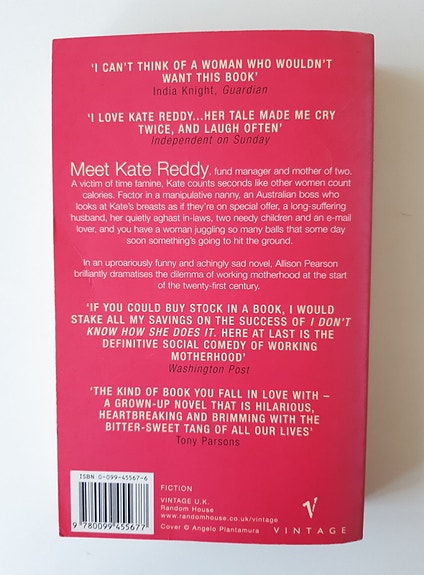 'I CAN'T THINK OF A WOMAN WHO WOULDN'T
WANT THIS BOOK'
India Knight, Guardian
'I LOVE KATE REDDY...HER TALE MADE ME CRY
TWICE, AND LAUGH OFTEN'
Independent on Sunday
Meet Kate Reddy, fund manager and mother of two.
A victim of time famine, Kate counts seconds like other women count
calories. Factor in a manipulative nanny, an Australian boss who
looks at Kate's breasts as if they're on special offer, a long-suffering
husband, her quietly aghast in-laws, two needy children and an e-mail
lover, and you have a woman juggling so many balls that some day
soon something's going to hit the ground.
In an uproariously funny and achingly sad novel, Allison Pearson
brilliantly dramatises the dilemma of working motherhood at the start
of the twenty-first century.
'IF YOU COULD BUY STOCK IN A BOOK, I WOULD
STAKE ALL MY SAVINGS ON THE SUCCESS OF I DON'T
KNOW HOW SHE DOES IT. HERE AT LAST IS THE
DEFINITIVE SOCIAL COMEDY OF WORKING
MOTHERHOOD'
Washington Post
'THE KIND OF BOOK YOU FALL IN LOVE WITH –
A GROWN-UP NOVEL THAT IS HILARIOUS,
HEARTBREAKING AND BRIMMING WITH THE
BITTER-SWEET TANG OF ALL OUR LIVES'
Tony Parsons
ISBN 0-099-45567-6
9 780099 455677
FICTION
VINTAGE U.K.
Random House
www.randomhouse.co.uk/vintage
Cover © Angelo Plantamura
V
VINTAGE